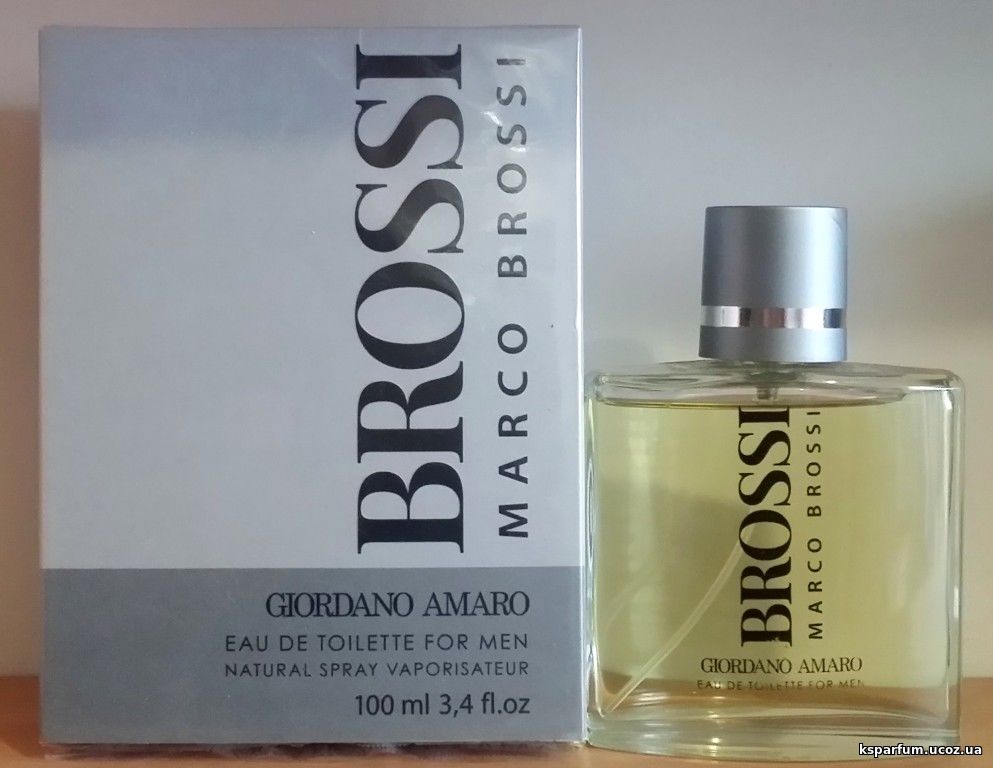 BROSSI
MARCO BROSSI
GIORDANO AMARO
EAU DE TOILETTE FOR MEN
NATURAL SPRAY VAPORISATEUR
100 ml 3,4 fl.oz
BROSSI
MARCO BROSSI
GIORDANO AMARO
EAU DE TOILETTE FOR MEN
ksparfum.ucoz.ua